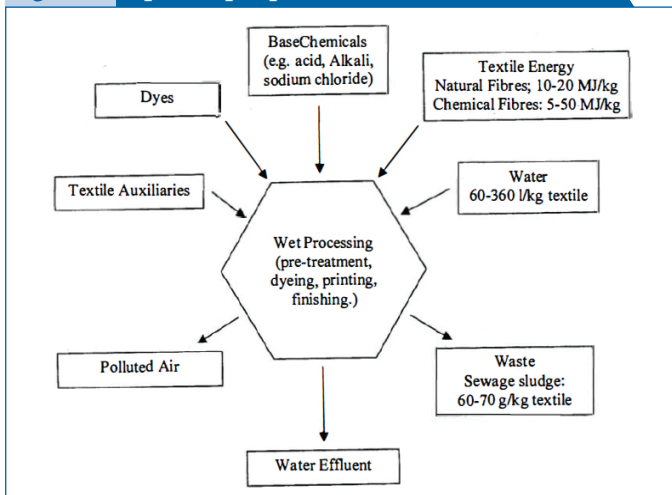 BaseChemicals
(e.g. acid, Alkali,
sodium chloride)
Textile Energy
Natural Fibres; 10-20 MJ/kg
Chemical Fibres: 5-50 MJ/kg
Dyes
Textile Auxiliaries
Water
60-360 l/kg textile
Wet Processing
(pre-treatment,
dyeing, printing,
finishing.)
Polluted Air
Waste
Sewage sludge:
60-70 g/kg textile
Water Effluent